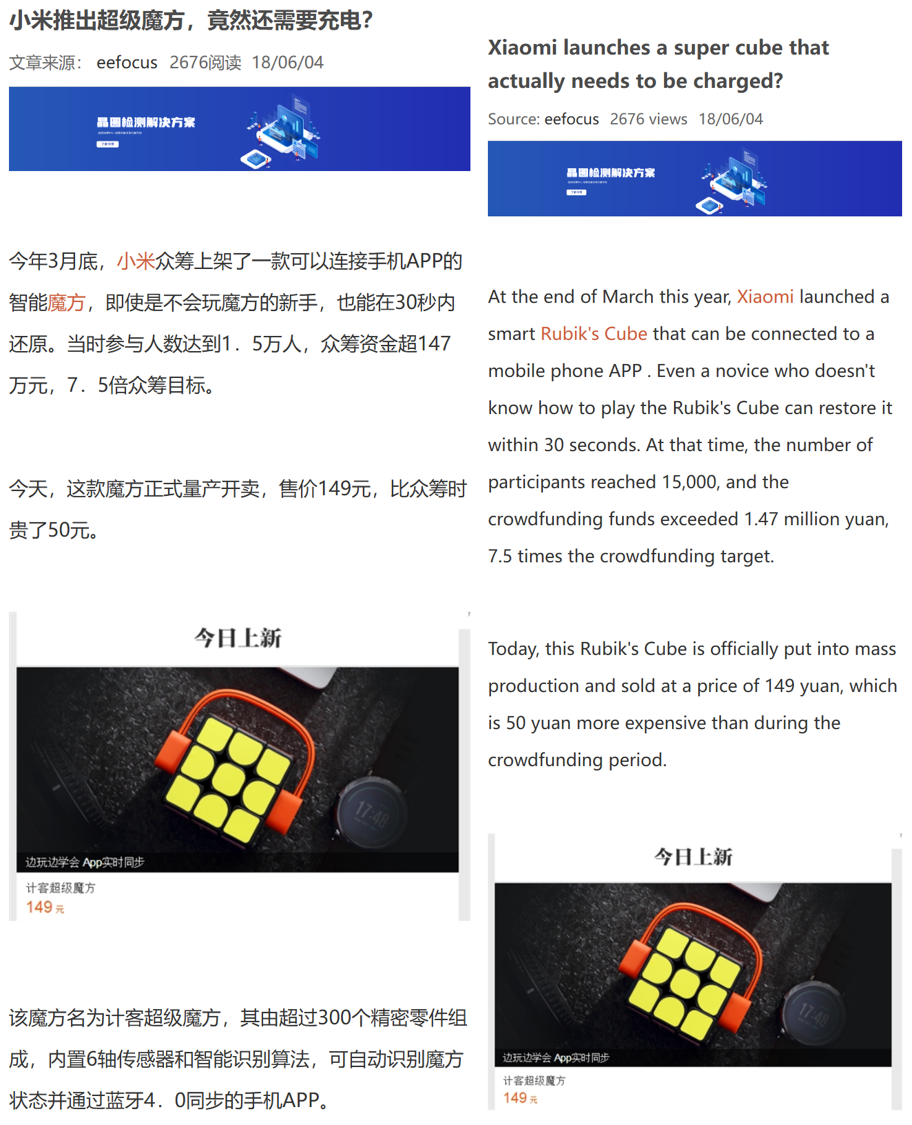 小米推出超级魔方，竟然还需要充电？
文章来源： eefocus 2676阅读 18/06/04
晶圆检测解决方案
今年3月底，小米众筹上架了一款可以连接手机APP的
智能魔方，即使是不会玩魔方的新手，也能在30秒内
还原。当时参与人数达到1．5万人，众筹资金超147
万元，7．5倍众筹目标。
今天，这款魔方正式量产开卖，售价149元，比众筹时
贵了50元。
今日上新
17:48
边玩边学会 App实时同步
计客超级魔方
149 元
该魔方名为计客超级魔方，其由超过300个精密零件组
成，内置6轴传感器和智能识别算法，可自动识别魔方
状态并通过蓝牙4．0同步的手机APP。
Xiaomi launches a super cube that
actually needs to be charged?
Source: eefocus 2676 views 18/06/04
晶圆检测解决方案
At the end of March this year, Xiaomi launched a
smart Rubik's Cube that can be connected to a
mobile phone APP . Even a novice who doesn't
know how to play the Rubik's Cube can restore it
within 30 seconds. At that time, the number of
participants reached 15,000, and the
crowdfunding funds exceeded 1.47 million yuan,
7.5 times the crowdfunding target.
Today, this Rubik's Cube is officially put into mass
production and sold at a price of 149 yuan, which
is 50 yuan more expensive than during the
crowdfunding period.
今日上新
17:48
边玩边学会 App实时同步
计客超级魔方
149 元